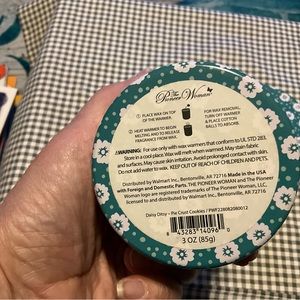 The
Pioneer Woman
① PLACE WAX ON TOP
OF THE WARMER.
② HEAT WARMER TO BEGIN
MELTING AND TO RELEASE
FRAGRANCE FROM WAX.
FOR WAX REMOVAL,
TURN OFF WARMER
& PLACE COTTON
BALLS TO ABSORB.
⚠WARNING: For use only with wax warmers that conform to UL STD 283.
Store in a cool place. Wax will melt when warmed. May stain fabric
and surfaces. May cause skin irritation. Avoid prolonged contact with skin.
Do not add water to wax. KEEP OUT OF REACH OF CHILDREN AND PETS.
Distributed by Walmart Inc., Bentonville, AR 72716 Made in the USA
with Foreign and Domestic Parts. THE PIONEER WOMAN and The Pioneer
Woman logo are registered trademarks of The Pioneer Woman, LLC,
licensed to and distributed by Walmart Inc., Bentonville, AR 72716.
Daisy Ditsy - Pie Crust Cookies / PWF228082080012
43283 14096
3 OZ (85g)